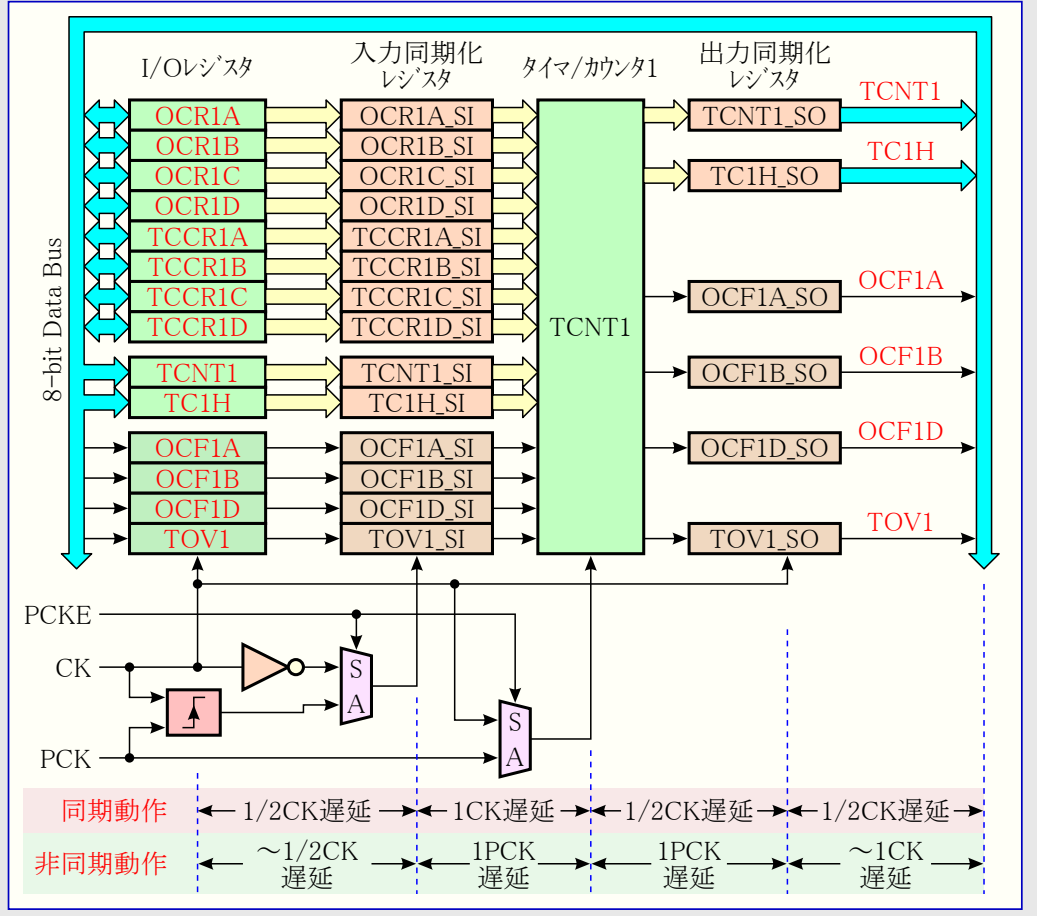 I/Oレジスタ
入力同期化
レジスタ
タイマ/カウンタ1
出力同期化
レジスタ
8-bit Data Bus
OCR1A
OCR1B
OCR1C
OCR1D
TCCR1A
TCCR1B
TCCR1C
TCCR1D
TCNT1
TC1H
OCF1A
OCF1B
OCF1D
TOV1
OCR1A_SI
OCR1B_SI
OCR1C_SI
OCR1D_SI
TCCR1A_SI
TCCR1B_SI
TCCR1C_SI
TCCR1D_SI
TCNT1_SI
TC1H_SI
OCF1A_SI
OCF1B_SI
OCF1D_SI
TOV1_SI
TCNT1
TCNT1_SO
TC1H_SO
OCF1A_SO
OCF1B_SO
OCF1D_SO
TOV1_SO
TCNT1
TC1H
OCF1A
OCF1B
OCF1D
TOV1
PCKE
CK
PCK
S
A
S
A
同期動作
1/2CK遅延
1CK遅延
1/2CK遅延
1/2CK遅延
非同期動作
～1/2CK
遅延
1PCK
遅延
1PCK
遅延
～1CK
遅延